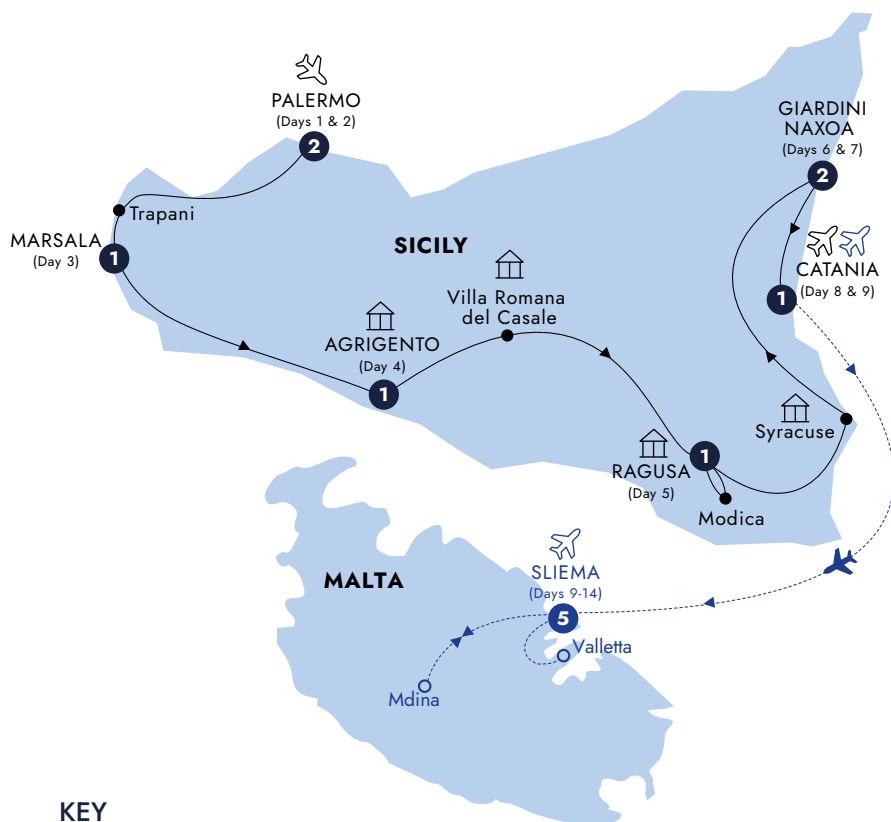 PALERMO
(Days 1 & 2)
2
GIARDINI
NAXOA
(Days 6 & 7)
2
Trapani
MARSALA
(Day 3)
1
SICILY
Villa Romana
del Casale
CATANIA
(Day 8 & 9)
1
AGRIGENTO
(Day 4)
1
Syracuse
RAGUSA
(Day 5)
1
Modica
MALTA
SLIEMA
(Days 9-14)
5
Valletta
Mdina
KEY